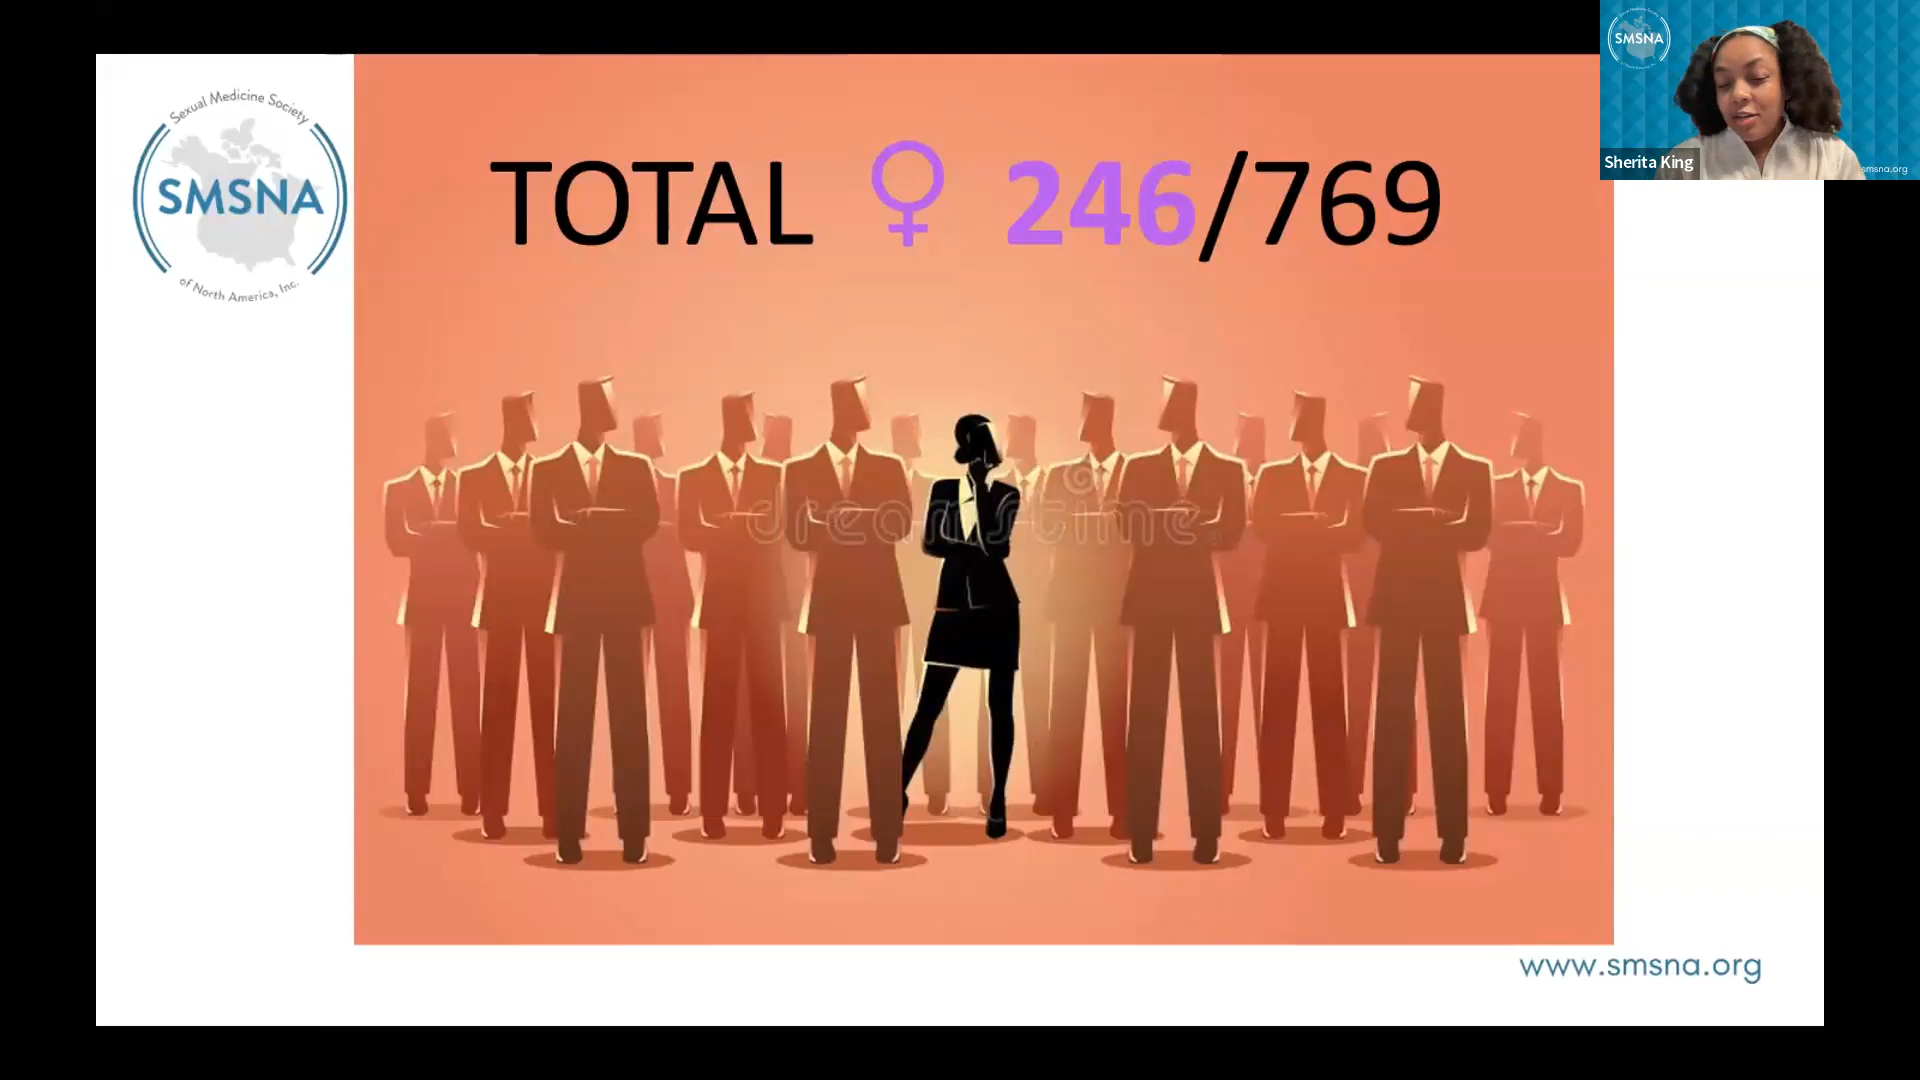 Sexual Medicine Society
SMSNA
of North America, Inc.
TOTAL ♀ 246/769
dreamstime
www.smsna.org
SMSNA
Sherita King
smsna.org